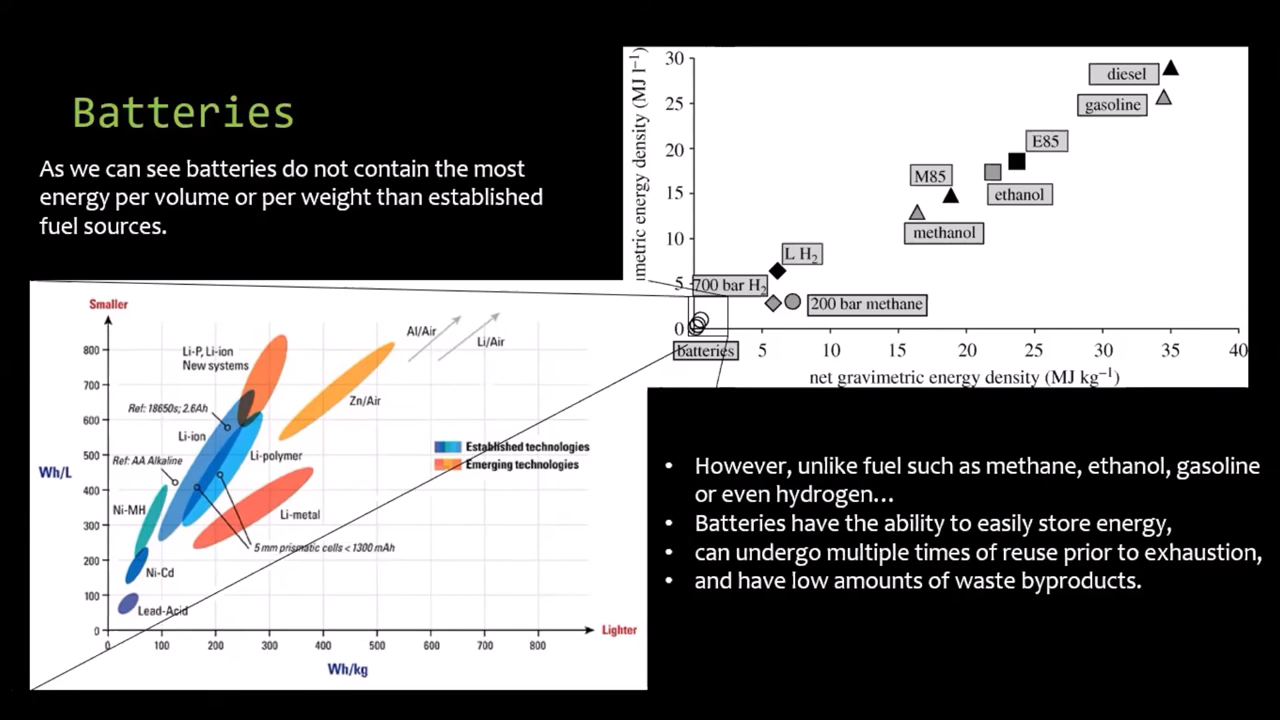 Batteries
As we can see batteries do not contain the most
energy per volume or per weight than established
fuel sources.
30
25
20
15
10
5
0
metric energy density (MJ l⁻¹)
diesel
gasoline
E85
M85
ethanol
methanol
L H₂
700 bar H₂
200 bar methane
batteries
5 10 15 20 25 30 35 40
net gravimetric energy density (MJ kg⁻¹)
Smaller
800
700
600
500
400
300
200
100
0
Wh/L
Al/Air
Li/Air
Li-P, Li-ion
New systems
Zn/Air
Ref: 18650s; 2.6Ah
Li-ion
Li-polymer
Ref: AA Alkaline
Established technologies
Emerging technologies
Ni-MH
Li-metal
5 mm prismatic cells < 1300 mAh
Ni-Cd
Lead-Acid
0 100 200 300 400 500 600 700 800
Lighter
Wh/kg
• However, unlike fuel such as methane, ethanol, gasoline
or even hydrogen...
• Batteries have the ability to easily store energy,
• can undergo multiple times of reuse prior to exhaustion,
• and have low amounts of waste byproducts.